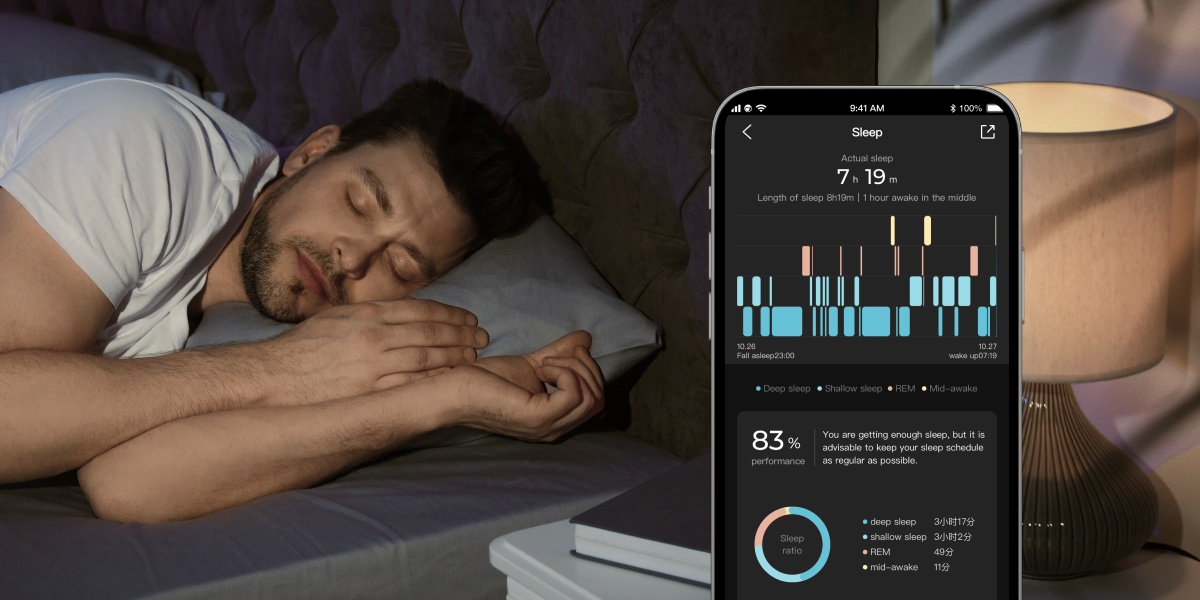 9:41 AM
100%
Sleep
Actual sleep
7 h 19 m
Length of sleep 8h19m | 1 hour awake in the middle
10.26
10.27
Fall asleep23:00
wake up07:19
Deep sleep
Shallow sleep
REM
Mid-awake
83 %
performance
You are getting enough sleep, but it is
advisable to keep your sleep schedule
as regular as possible.
Sleep
ratio
deep sleep 3小时17分
shallow sleep 3小时2分
REM 49分
mid-awake 11分